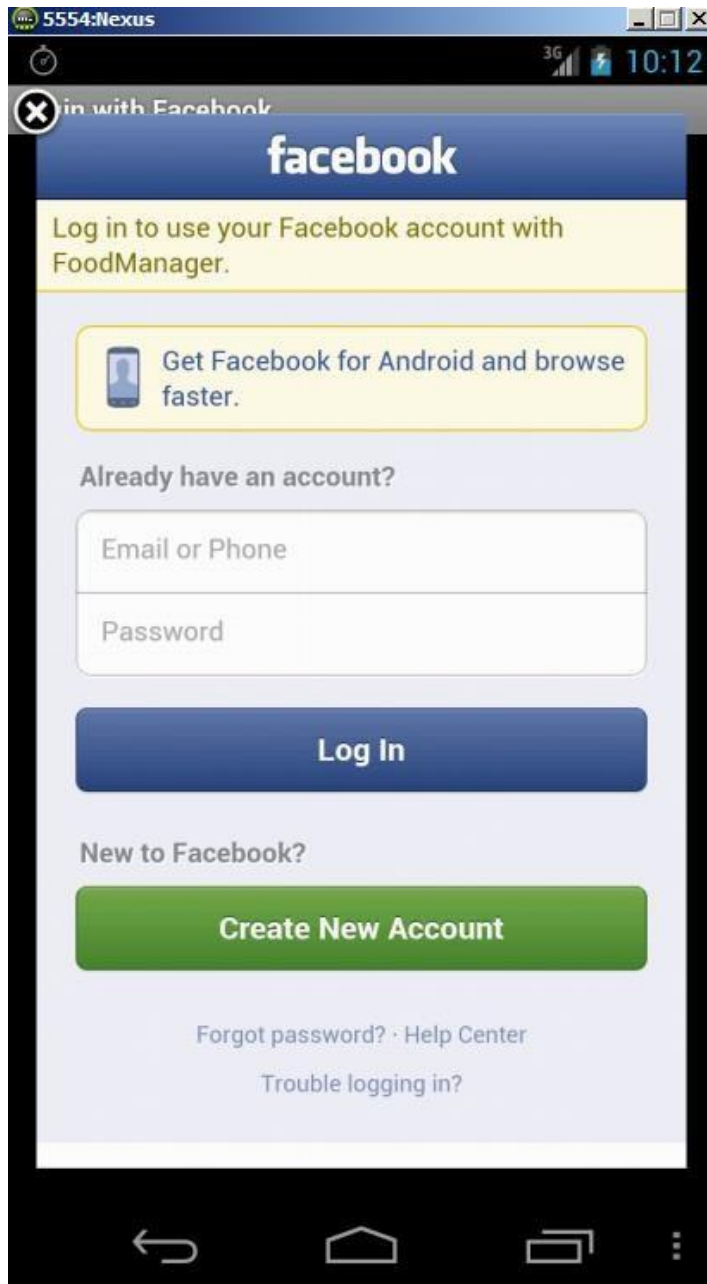 5554:Nexus
3G 10:12
in with Facebook
facebook
Log in to use your Facebook account with
FoodManager.
Get Facebook for Android and browse
faster.
Already have an account?
Email or Phone
Password
Log In
New to Facebook?
Create New Account
Forgot password? · Help Center
Trouble logging in?